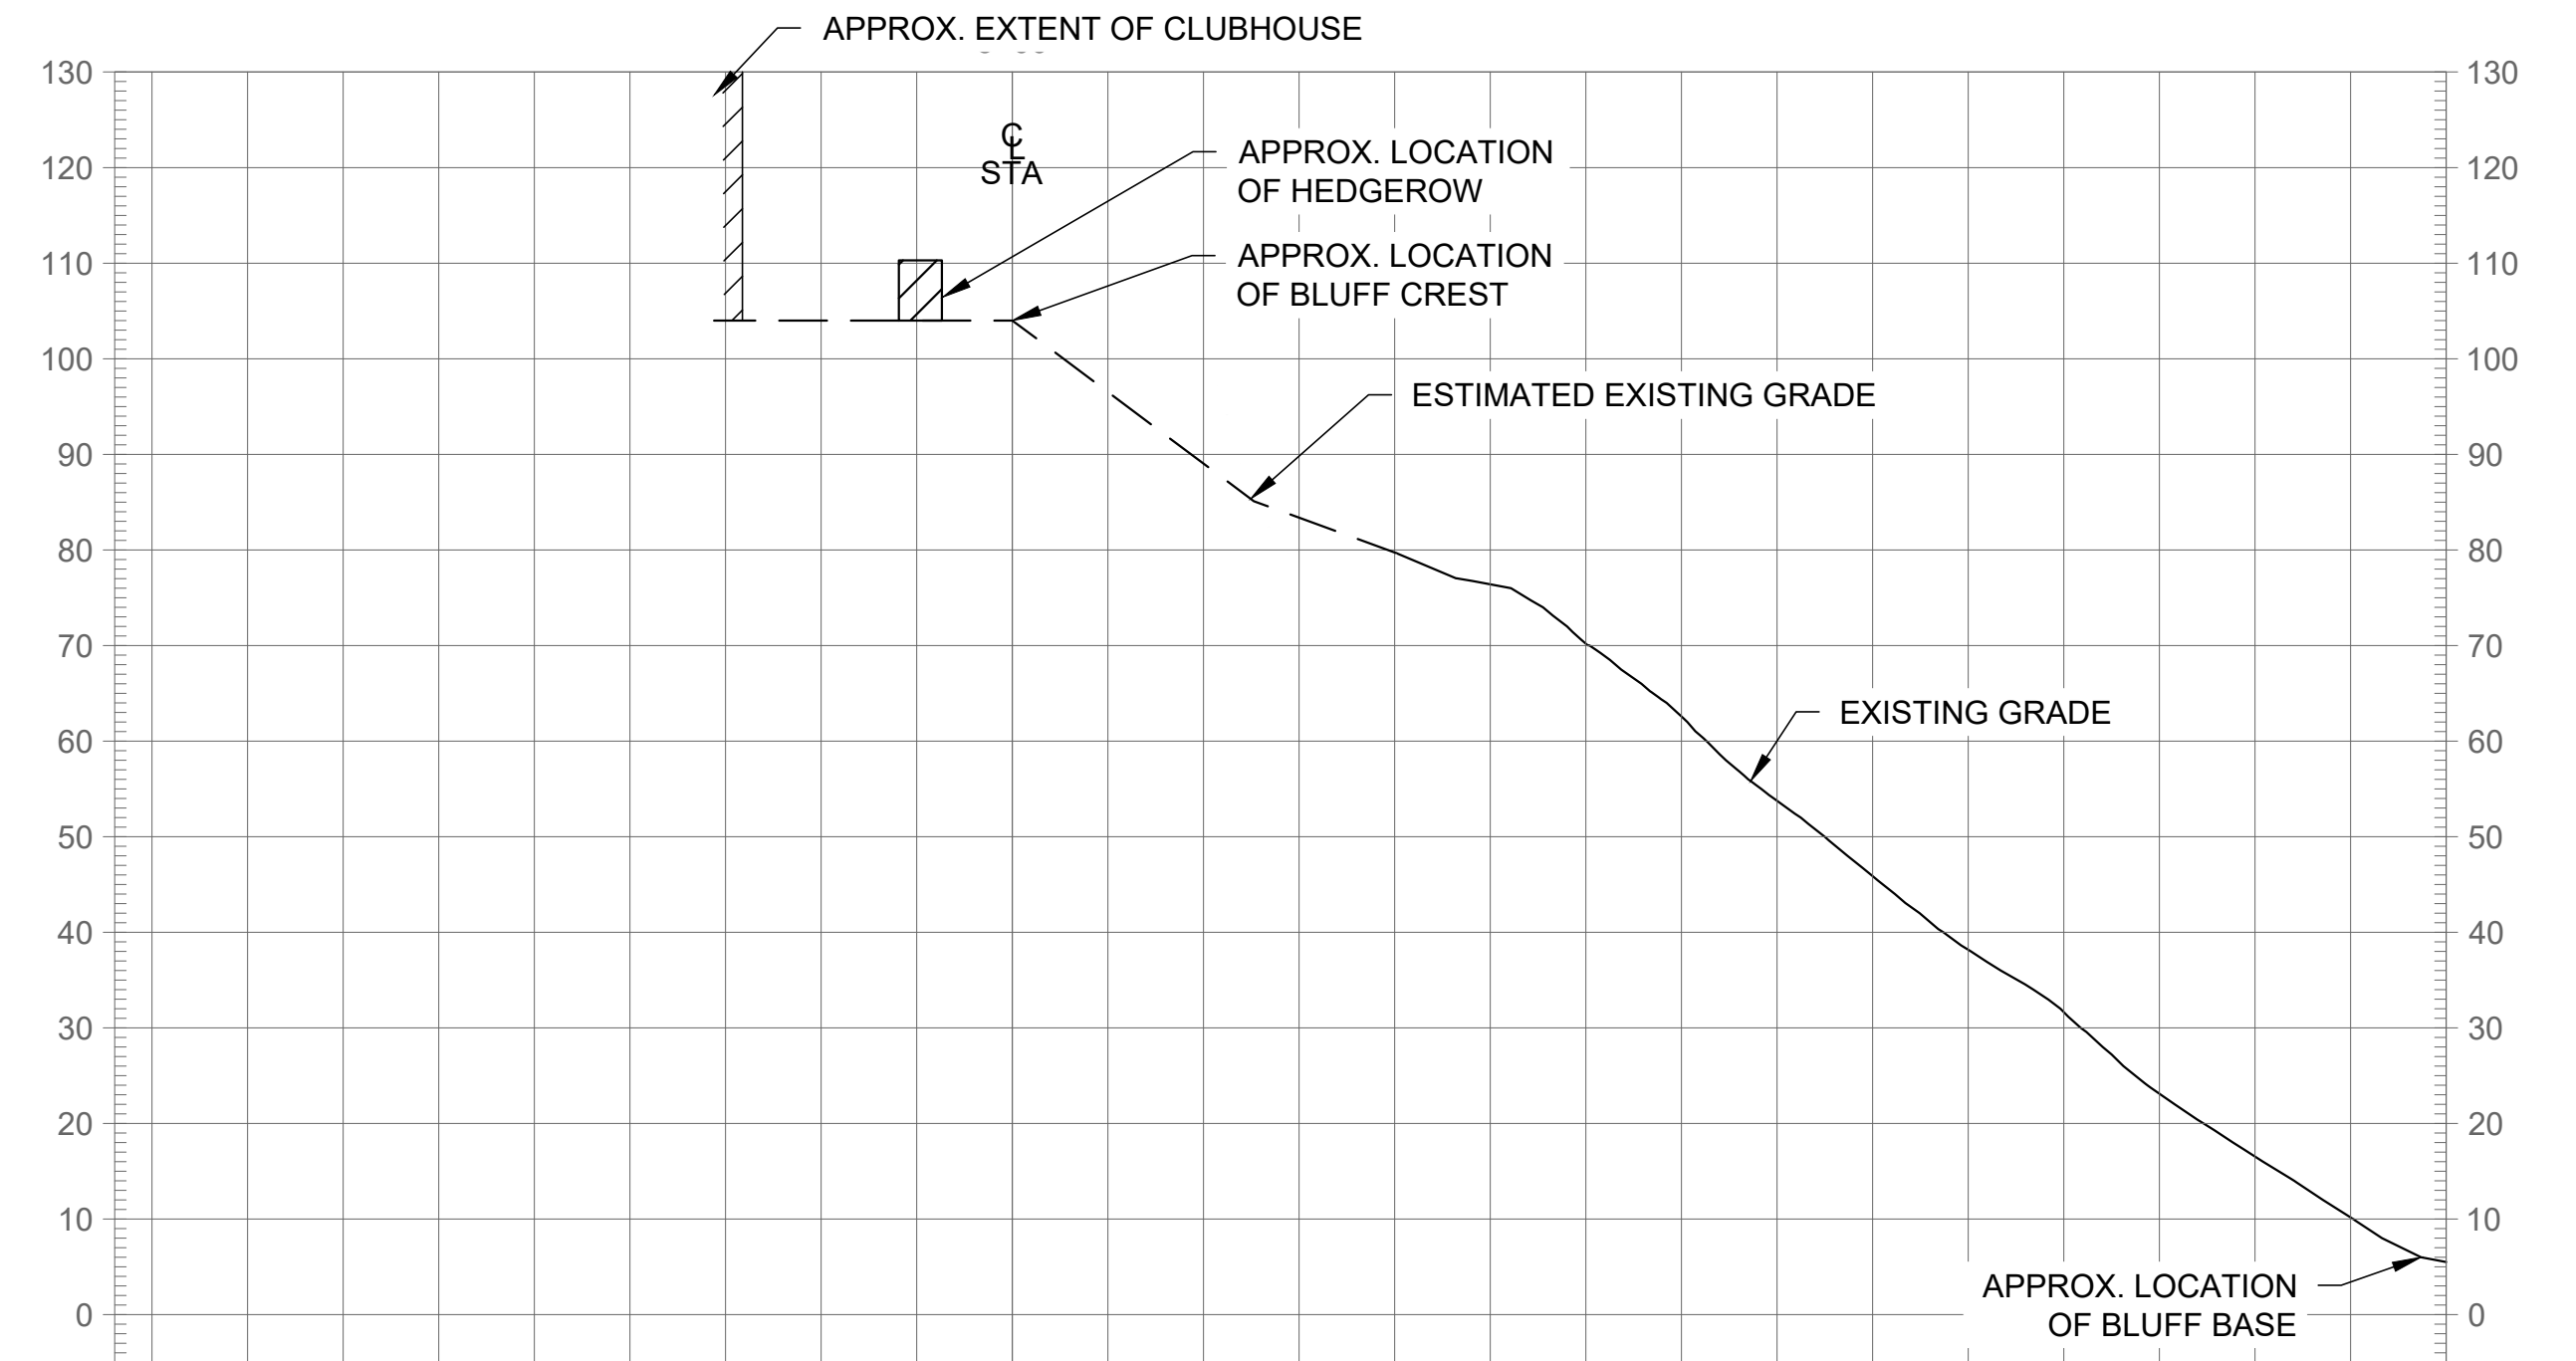 APPROX. EXTENT OF CLUBHOUSE
130 130
℄
STA
120 120
APPROX. LOCATION
OF HEDGEROW
110 110
APPROX. LOCATION
OF BLUFF CREST
100 100
ESTIMATED EXISTING GRADE
90 90
80 80
70 70
EXISTING GRADE
60 60
50 50
40 40
30 30
20 20
10 10
APPROX. LOCATION
OF BLUFF BASE
0 0